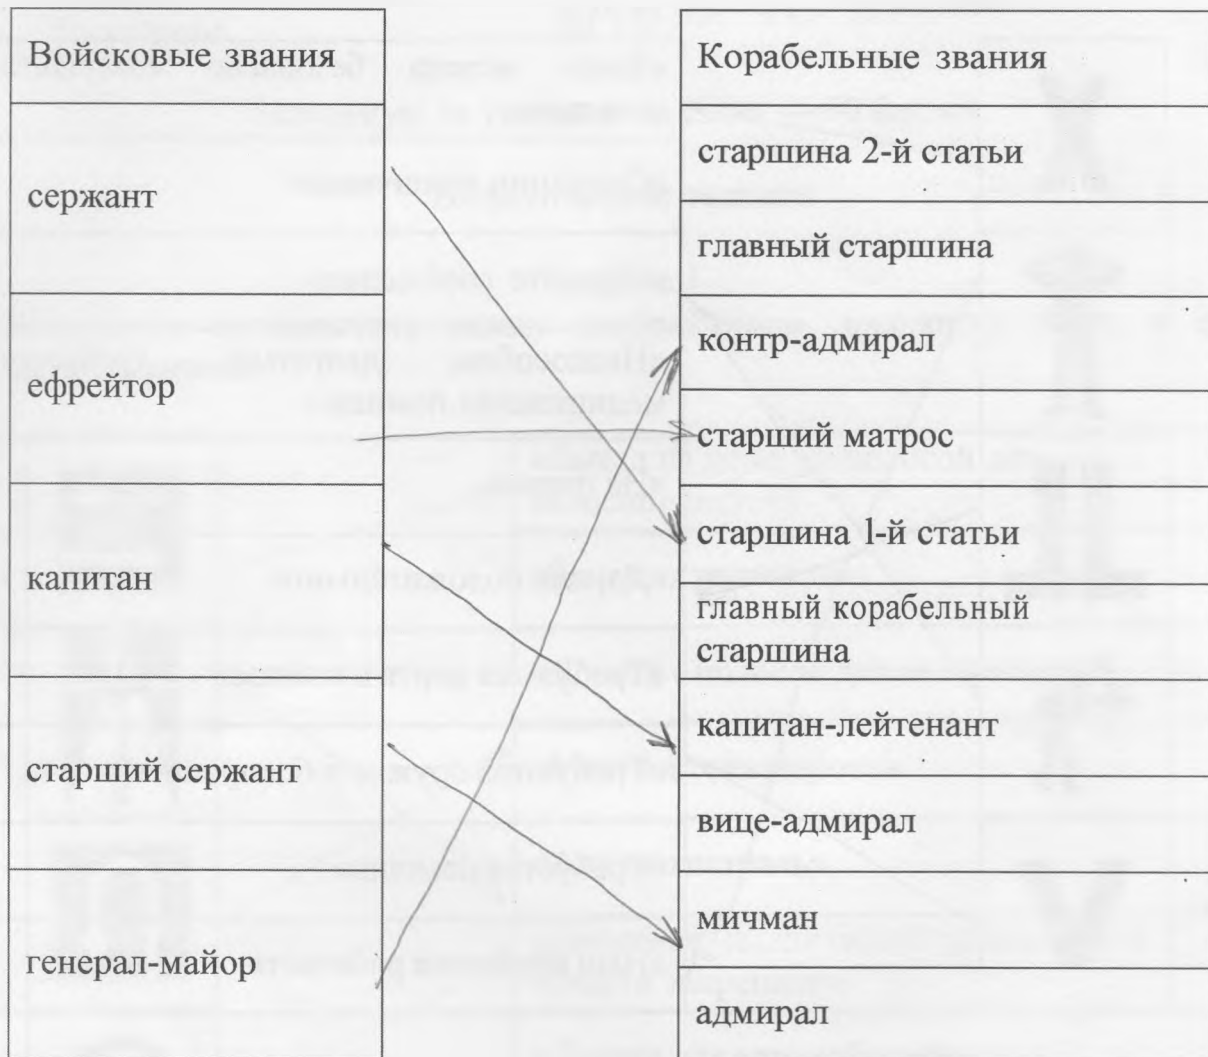 Войсковые звания
сержант
ефрейтор
капитан
старший сержант
генерал майор
Корабельные звания
старшина 2-й статьи
главный старшина
контр-адмирал
старший матрос
старшина 1-й статьи
главный корабельный
старшина
капитан-лейтенант
вице-адмирал
мичман
адмирал